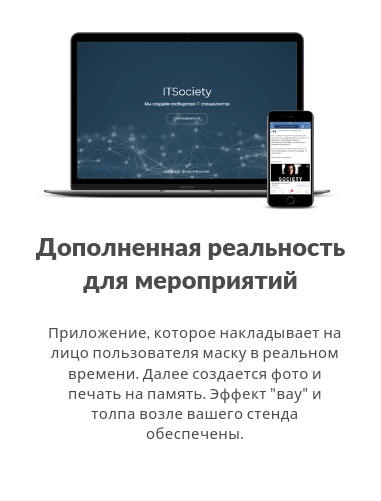 ITSociety
Мы создаём сообщество IT специалистов
SOCIETY
Дополненная реальность
для мероприятий
Приложение, которое накладывает на
лицо пользователя маску в реальном
времени. Далее создается фото и
печать на память. Эффект "вау" и
толпа возле вашего стенда
обеспечены.